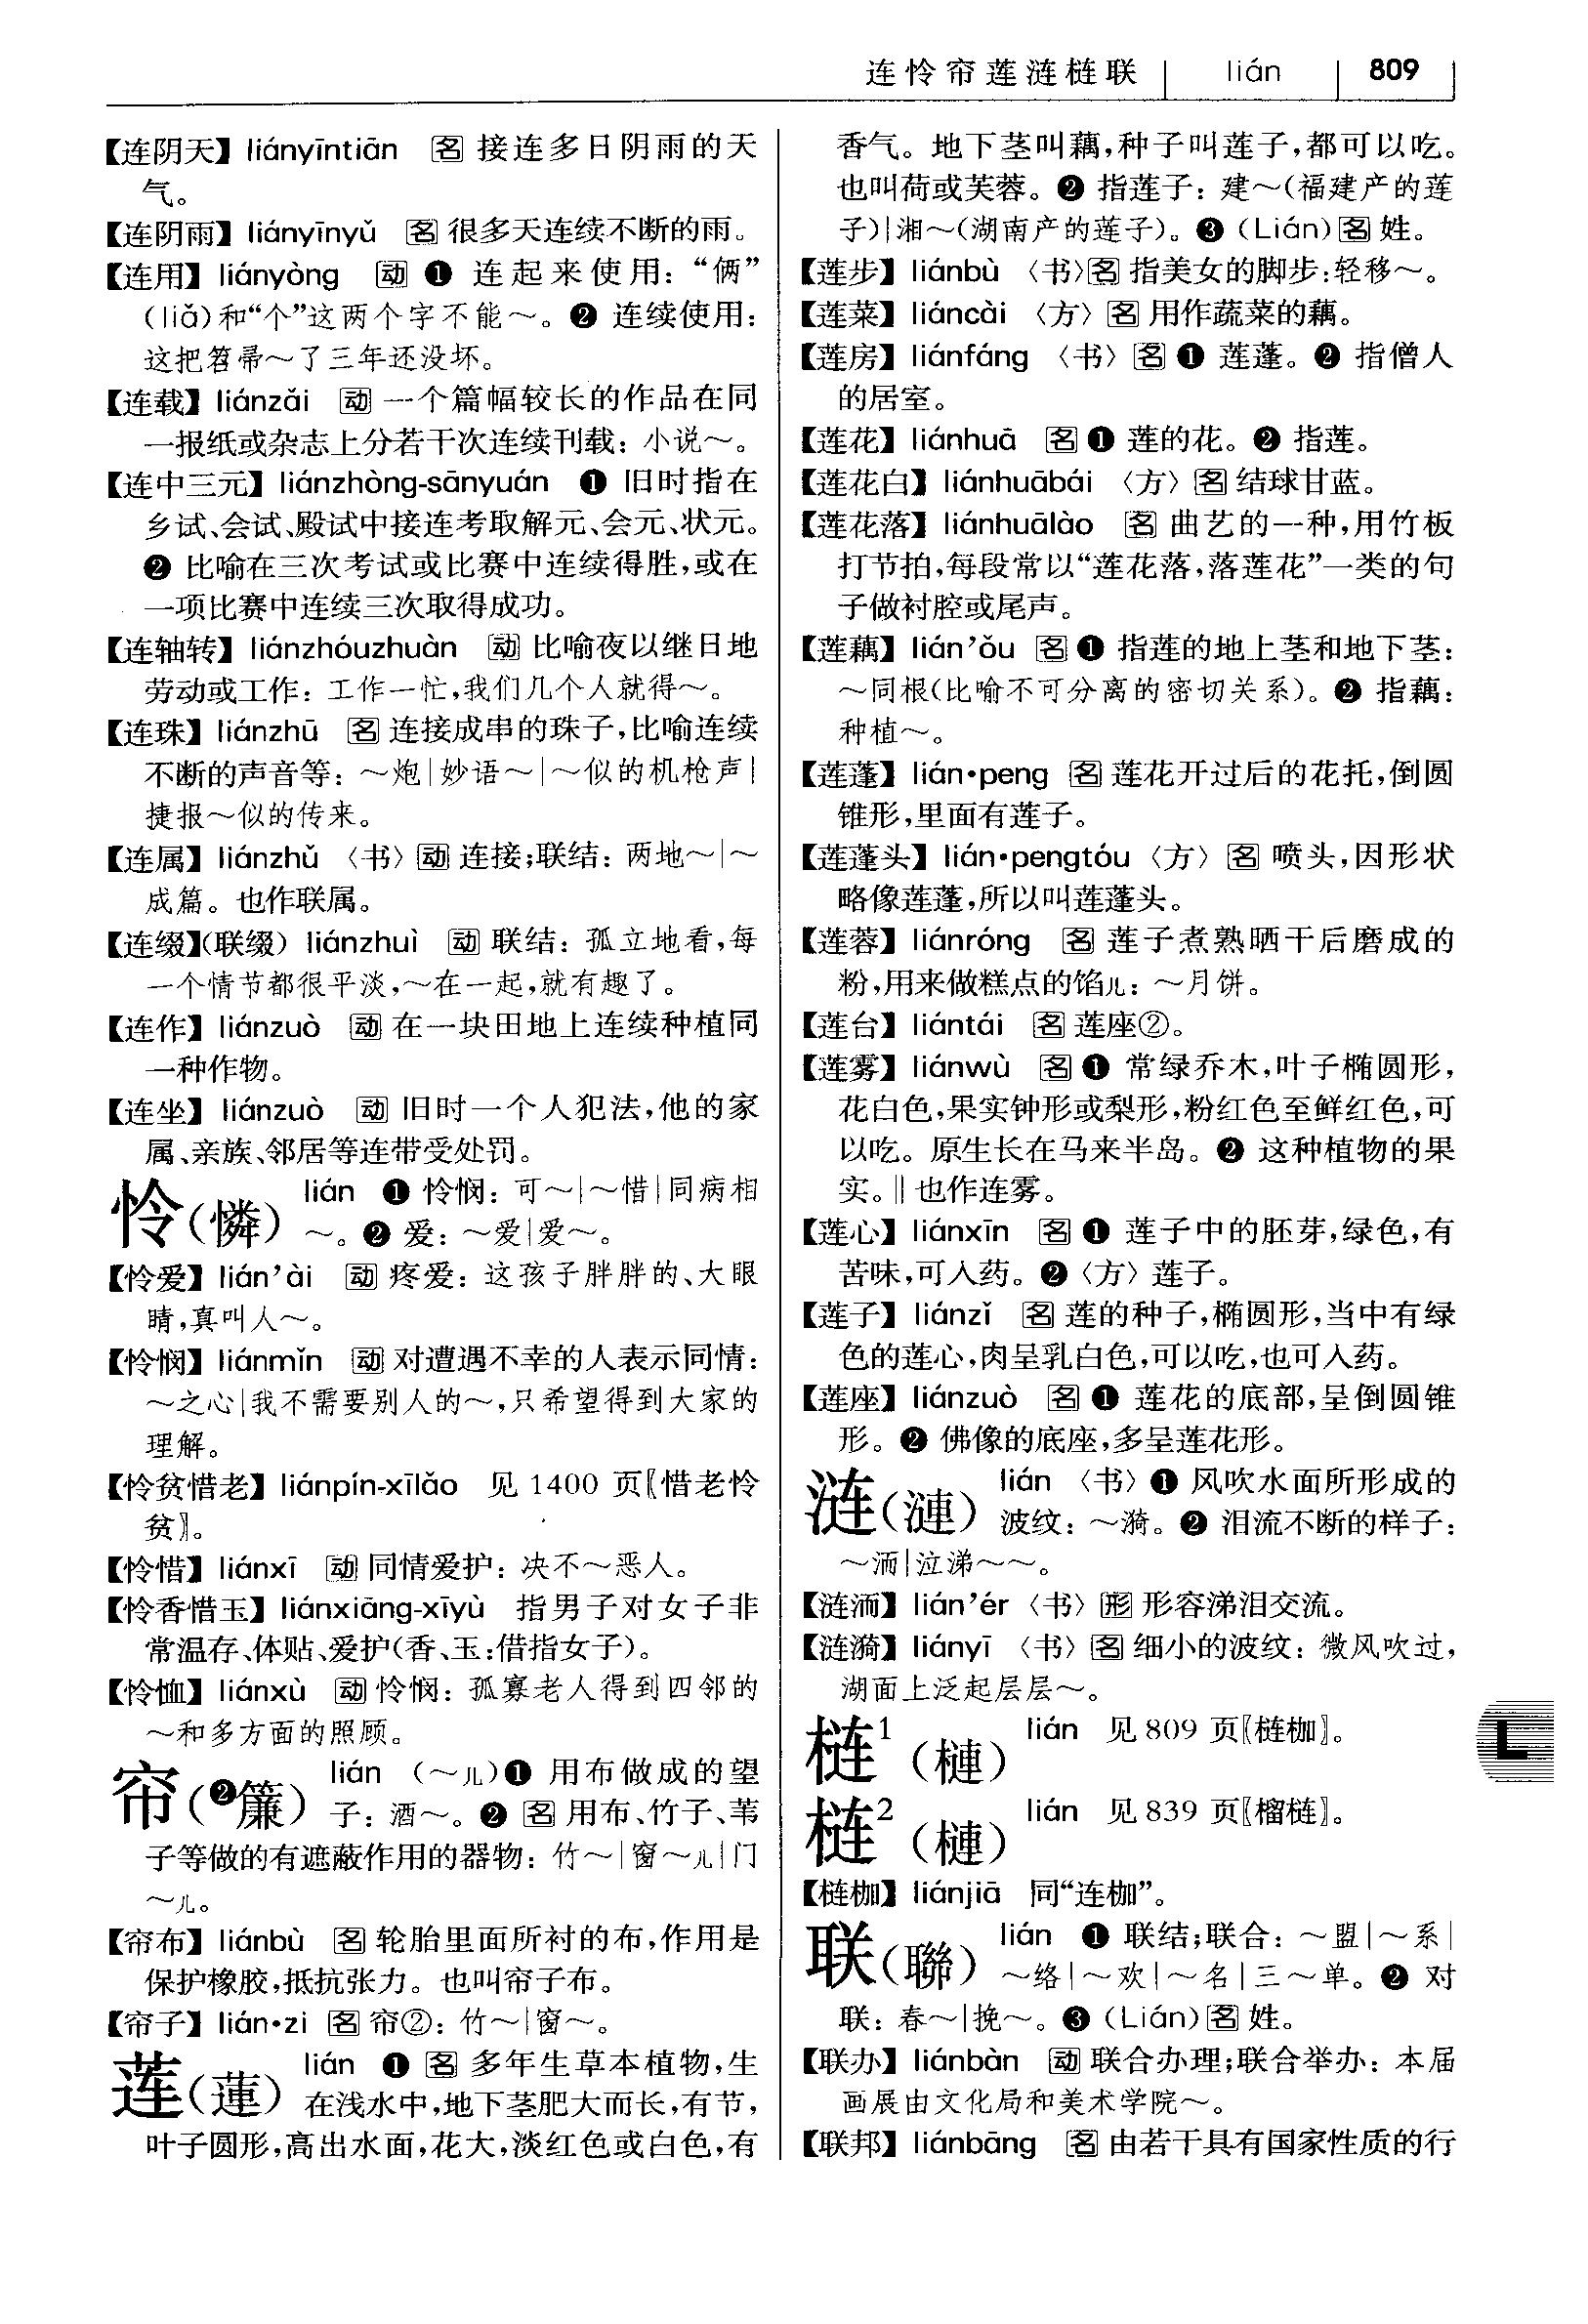 连怜帘莲涟梿联 | lián | 809
【连阴天】liányīntiān 名 接连多日阴雨的天
气。
【连阴雨】liányīnyǔ 名 很多天连续不断的雨。
【连用】liányòng 动 ❶ 连起来使用：“俩”
(liǎ)和“个”这两个字不能～。❷ 连续使用：
这把笤帚～了三年还没坏。
【连载】liánzǎi 动 一个篇幅较长的作品在同
一报纸或杂志上分若干次连续刊载：小说～。
【连中三元】liánzhòng-sānyuán ❶ 旧时指在
乡试、会试、殿试中接连考取解元、会元、状元。
❷ 比喻在三次考试或比赛中连续得胜，或在
一项比赛中连续三次取得成功。
【连轴转】liánzhóuzhuàn 动 比喻夜以继日地
劳动或工作：工作一忙，我们几个人就得～。
【连珠】liánzhū 名 连接成串的珠子，比喻连续
不断的声音等：～炮|妙语～|～似的机枪声|
捷报～似的传来。
【连属】liánzhǔ 〈书〉动 连接；联结：两地～|～
成篇。也作联属。
【连缀】(联缀) liánzhuì 动 联结：孤立地看，每
一个情节都很平淡，～在一起，就有趣了。
【连作】liánzuò 动 在一块田地上连续种植同
一种作物。
【连坐】liánzuò 动 旧时一个人犯法，他的家
属、亲族、邻居等连带受处罚。
怜(憐) lián ❶ 怜悯：可～|～惜|同病相
～。❷ 爱：～爱|爱～。
【怜爱】lián’ài 动 疼爱：这孩子胖胖的、大眼
睛，真叫人～。
【怜悯】liánmǐn 动 对遭遇不幸的人表示同情：
～之心|我不需要别人的～，只希望得到大家的
理解。
【怜贫惜老】liánpín-xīlǎo 见 1400 页〖惜老怜
贫〗。
【怜惜】liánxī 动 同情爱护：决不～恶人。
【怜香惜玉】liánxiāng-xīyù 指男子对女子非
常温存、体贴、爱护(香、玉：借指女子)。
【怜恤】liánxù 动 怜悯：孤寡老人得到四邻的
～和多方面的照顾。
帘(❷簾) lián （～儿）❶ 用布做成的望
子：酒～。❷ 名 用布、竹子、苇
子等做的有遮蔽作用的器物：竹～|窗～儿|门
～儿。
【帘布】liánbù 名 轮胎里面所衬的布，作用是
保护橡胶，抵抗张力。也叫帘子布。
【帘子】lián•zi 名 帘②：竹～|窗～。
莲(蓮) lián ❶ 名 多年生草本植物，生
在浅水中，地下茎肥大而长，有节，
叶子圆形，高出水面，花大，淡红色或白色，有
香气。地下茎叫藕，种子叫莲子，都可以吃。
也叫荷或芙蓉。❷ 指莲子：建～(福建产的莲
子)|湘～(湖南产的莲子)。❸ (Lián) 名 姓。
【莲步】liánbù 〈书〉名 指美女的脚步：轻移～。
【莲菜】liáncài 〈方〉名 用作蔬菜的藕。
【莲房】liánfáng 〈书〉名 ❶ 莲蓬。❷ 指僧人
的居室。
【莲花】liánhuā 名 ❶ 莲的花。❷ 指莲。
【莲花白】liánhuābái 〈方〉名 结球甘蓝。
【莲花落】liánhuālào 名 曲艺的一种，用竹板
打节拍，每段常以“莲花落，落莲花”一类的句
子做衬腔或尾声。
【莲藕】lián’ǒu 名 ❶ 指莲的地上茎和地下茎：
～同根(比喻不可分离的密切关系)。❷ 指藕：
种植～。
【莲蓬】lián•peng 名 莲花开过后的花托，倒圆
锥形，里面有莲子。
【莲蓬头】lián•pengtóu 〈方〉名 喷头，因形状
略像莲蓬，所以叫莲蓬头。
【莲蓉】liánróng 名 莲子煮熟晒干后磨成的
粉，用来做糕点的馅儿：～月饼。
【莲台】liántái 名 莲座②。
【莲雾】liánwù 名 ❶ 常绿乔木，叶子椭圆形，
花白色，果实钟形或梨形，粉红色至鲜红色，可
以吃。原生长在马来半岛。❷ 这种植物的果
实。‖也作连雾。
【莲心】liánxīn 名 ❶ 莲子中的胚芽，绿色，有
苦味，可入药。❷〈方〉莲子。
【莲子】liánzǐ 名 莲的种子，椭圆形，当中有绿
色的莲心，肉呈乳白色，可以吃，也可入药。
【莲座】liánzuò 名 ❶ 莲花的底部，呈倒圆锥
形。❷ 佛像的底座，多呈莲花形。
涟(漣) lián 〈书〉❶ 风吹水面所形成的
波纹：～漪。❷ 泪流不断的样子：
～洏|泣涕～～。
【涟洏】lián’ér 〈书〉形 形容涕泪交流。
【涟漪】liányī 〈书〉名 细小的波纹：微风吹过，
湖面上泛起层层～。
梿1(槤) lián 见 809 页〖梿枷〗。
梿2(槤) lián 见 839 页〖榴梿〗。
【梿枷】liánjiā 同“连枷”。
联(聯) lián ❶ 联结；联合：～盟|～系|
～络|～欢|～名|三～单。❷ 对
联：春～|挽～。❸ (Lián) 名 姓。
【联办】liánbàn 动 联合办理；联合举办：本届
画展由文化局和美术学院～。
【联邦】liánbāng 名 由若干具有国家性质的行
L